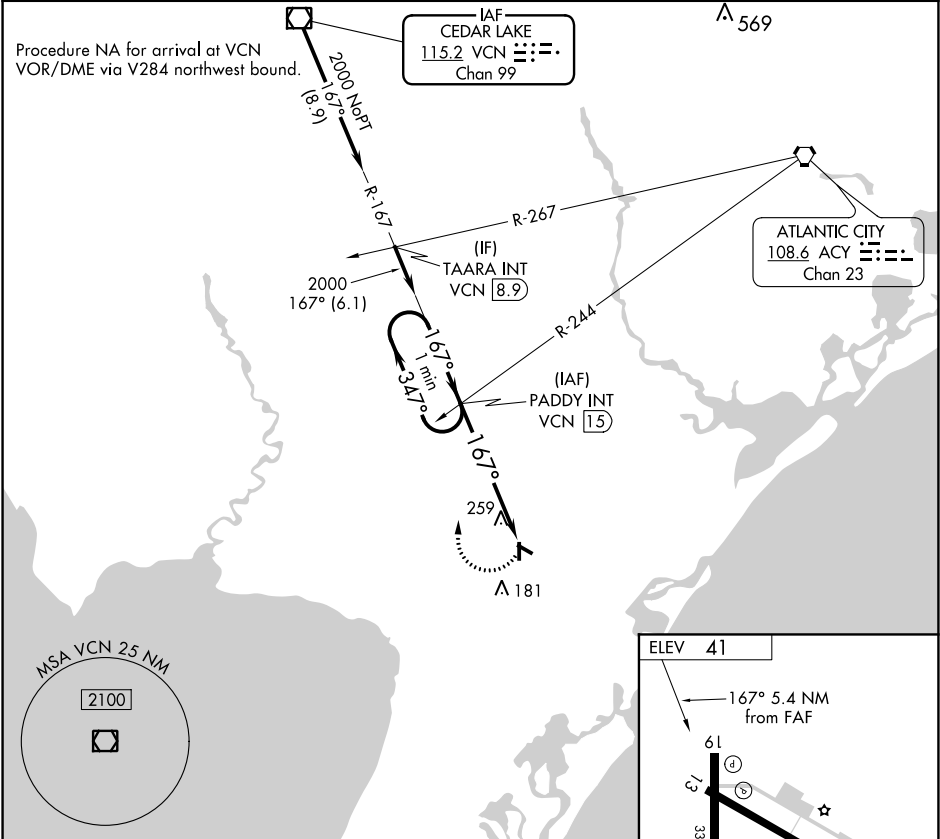 Procedure NA for arrival at VCN
VOR/DME via V284 northwest bound.
IAF
CEDAR LAKE
115.2 VCN
Chan 99
569
2000 NoPT
167°
(8.9)
R-167
R-267
ATLANTIC CITY
108.6 ACY
Chan 23
(IF)
TAARA INT
VCN 8.9
2000
167° (6.1)
R-244
167°
1 min
347°
(IAF)
PADDY INT
VCN 15
167°
259
181
MSA VCN 25 NM
2100
ELEV 41
167° 5.4 NM
from FAF
19
P
13
A
33